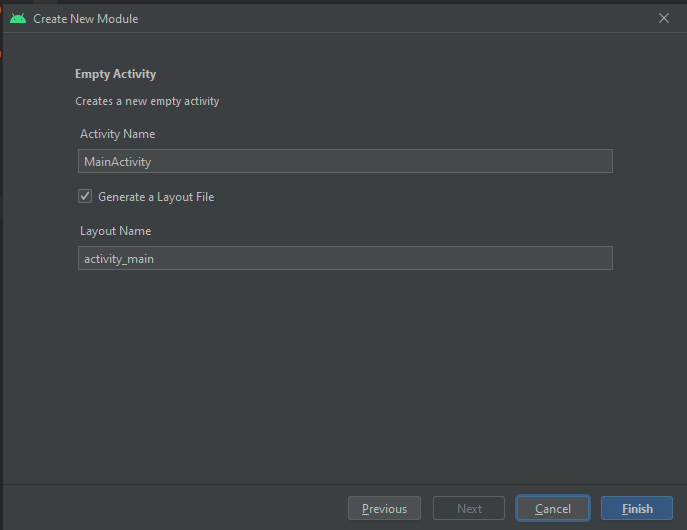 Create New Module
Empty Activity
Creates a new empty activity
Activity Name
MainActivity
Generate a Layout File
Layout Name
activity_main
Previous
Next
Cancel
Finish